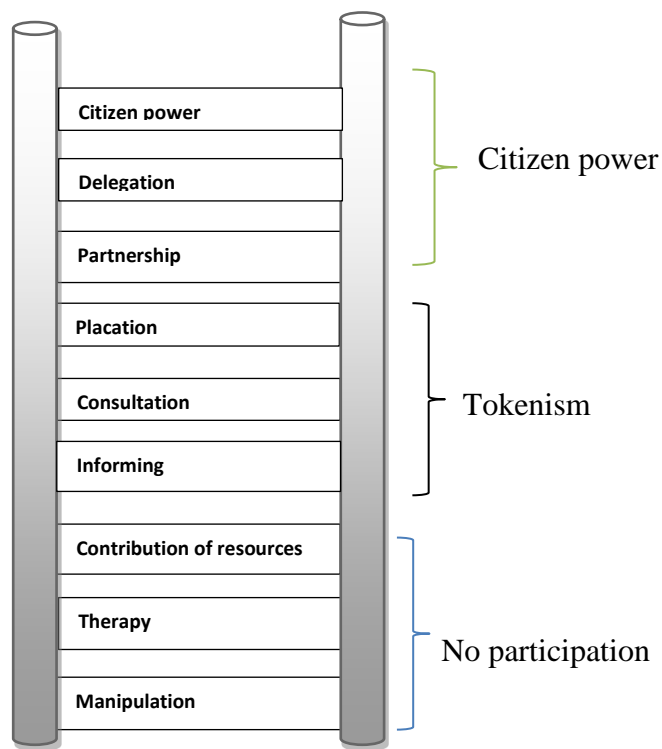 Citizen power
Delegation
Partnership
Placation
Consultation
Informing
Contribution of resources
Therapy
Manipulation
Citizen power
Tokenism
No participation